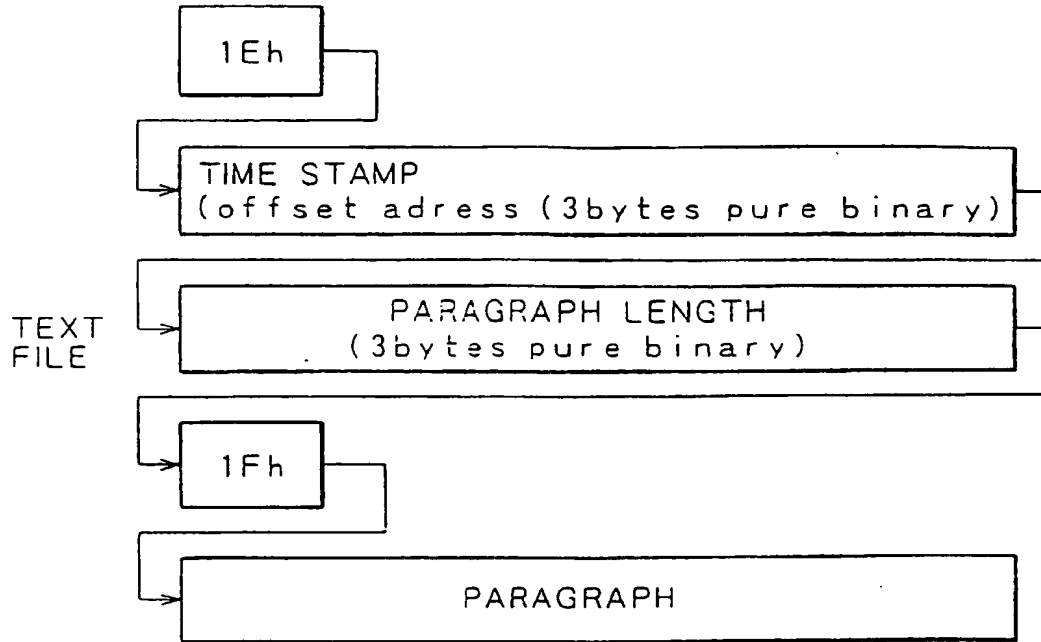 1Eh
TIME STAMP
(offset adress (3bytes pure binary)
TEXT
FILE
PARAGRAPH LENGTH
(3bytes pure binary)
1Fh
PARAGRAPH